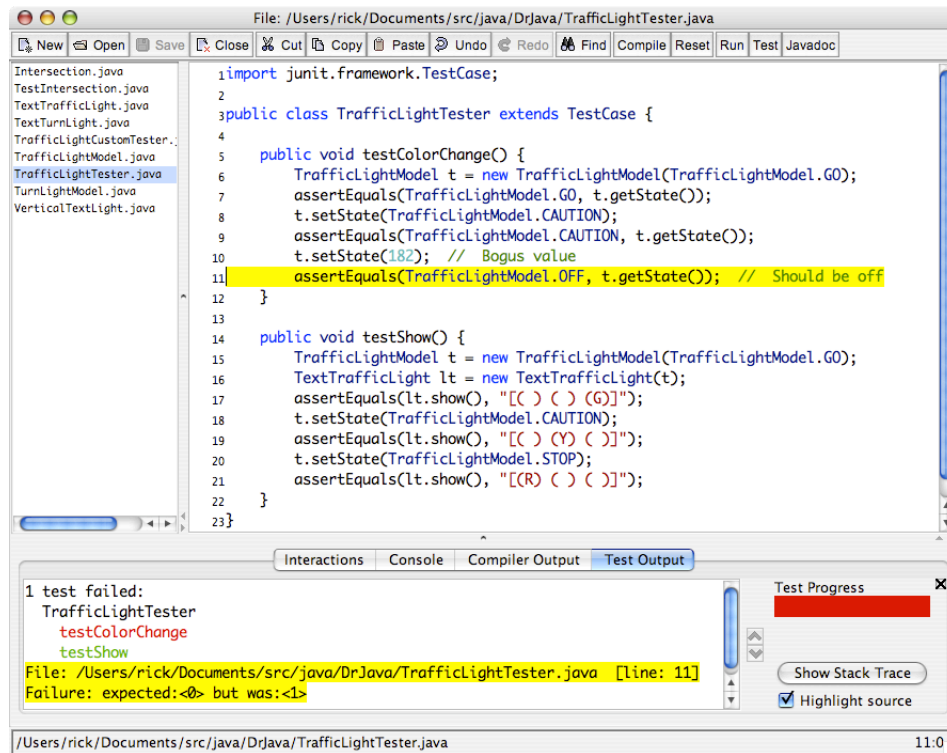 File: /Users/rick/Documents/src/java/DrJava/TrafficLightTester.java
New Open Save Close Cut Copy Paste Undo Redo Find Compile Reset Run Test Javadoc
Intersection.java
TestIntersection.java
TextTrafficLight.java
TextTurnLight.java
TrafficLightCustomTester.j
TrafficLightModel.java
TrafficLightTester.java
TurnLightModel.java
VerticalTextLight.java
1 import junit.framework.TestCase;
2
3 public class TrafficLightTester extends TestCase {
4
5     public void testColorChange() {
6         TrafficLightModel t = new TrafficLightModel(TrafficLightModel.GO);
7         assertEquals(TrafficLightModel.GO, t.getState());
8         t.setState(TrafficLightModel.CAUTION);
9         assertEquals(TrafficLightModel.CAUTION, t.getState());
10         t.setState(182);  //  Bogus value
11         assertEquals(TrafficLightModel.OFF, t.getState());  //  Should be off
12     }
13
14     public void testShow() {
15         TrafficLightModel t = new TrafficLightModel(TrafficLightModel.GO);
16         TextTrafficLight lt = new TextTrafficLight(t);
17         assertEquals(lt.show(), "[( ) ( ) (G)]");
18         t.setState(TrafficLightModel.CAUTION);
19         assertEquals(lt.show(), "[( ) (Y) ( )]");
20         t.setState(TrafficLightModel.STOP);
21         assertEquals(lt.show(), "[(R) ( ) ( )]");
22     }
23 }
Interactions Console Compiler Output Test Output
1 test failed:
TrafficLightTester
testColorChange
testShow
File: /Users/rick/Documents/src/java/DrJava/TrafficLightTester.java  [line: 11]
Failure: expected:<0> but was:<1>
Test Progress
Show Stack Trace
Highlight source
/Users/rick/Documents/src/java/DrJava/TrafficLightTester.java
11:0